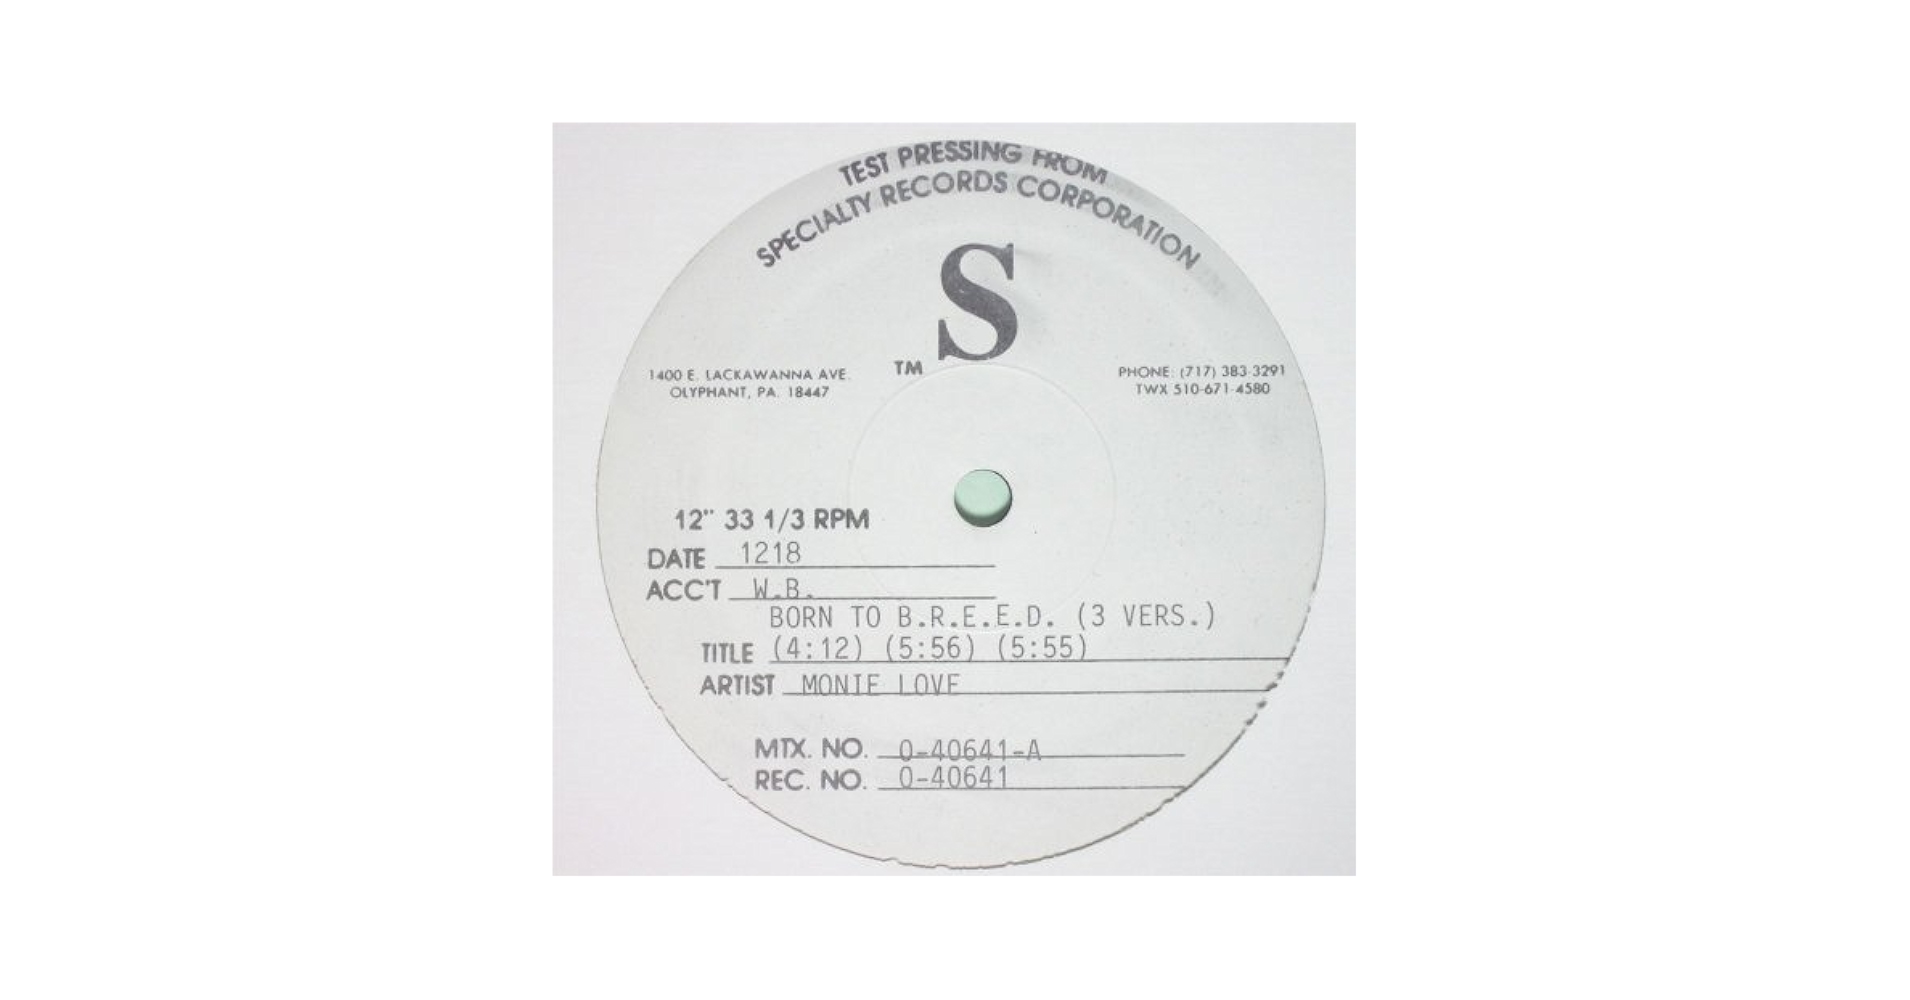 TEST PRESSING FROM
SPECIALTY RECORDS CORPORATION
S
TM
1400 E. LACKAWANNA AVE.
OLYPHANT, PA. 18447
PHONE: (717) 383-3291
TWX 510-671-4580
12" 33 1/3 RPM
DATE 1218
ACC'T W.B.
BORN TO B.R.E.E.D. (3 VERS.)
TITLE (4:12) (5:56) (5:55)
ARTIST MONIE LOVE
MTX. NO. 0-40641-A
REC. NO. 0-40641